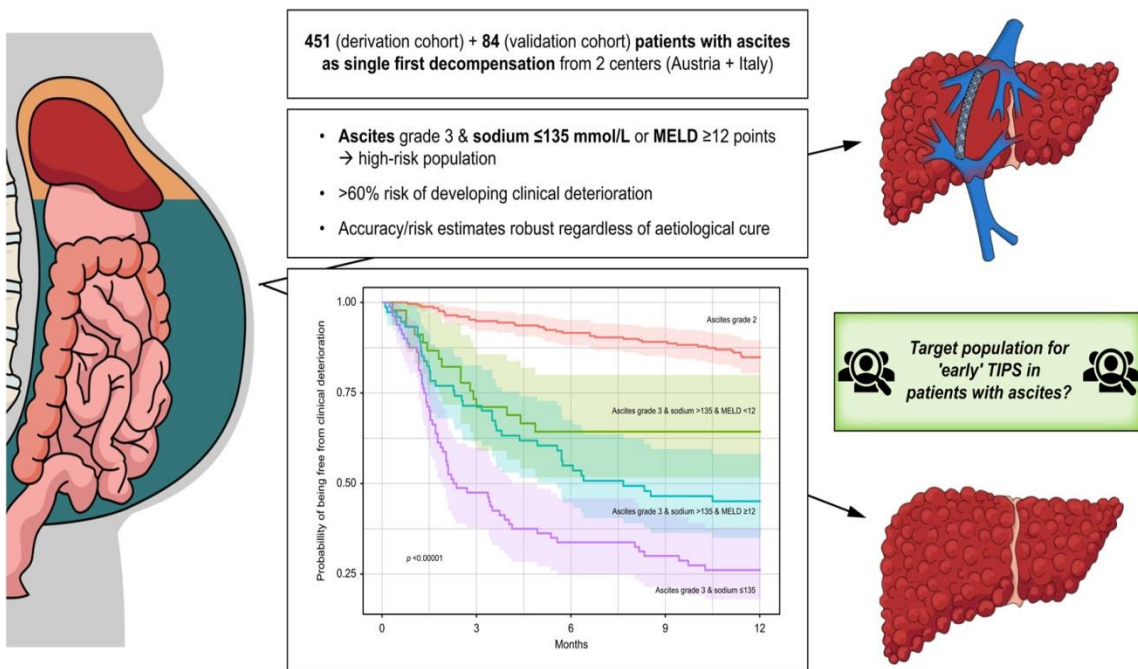 451 (derivation cohort) + 84 (validation cohort) patients with ascites
as single first decompensation from 2 centers (Austria + Italy)
• Ascites grade 3 & sodium ≤135 mmol/L or MELD ≥12 points
→ high-risk population
• >60% risk of developing clinical deterioration
• Accuracy/risk estimates robust regardless of aetiological cure
Probability of being free from clinical deterioration
1.00
0.75
0.50
0.25
Ascites grade 2
Ascites grade 3 & sodium >135 & MELD <12
Ascites grade 3 & sodium >135 & MELD ≥12
Ascites grade 3 & sodium ≤135
p <0.00001
0
3
6
9
12
Months
Target population for
'early' TIPS in
patients with ascites?